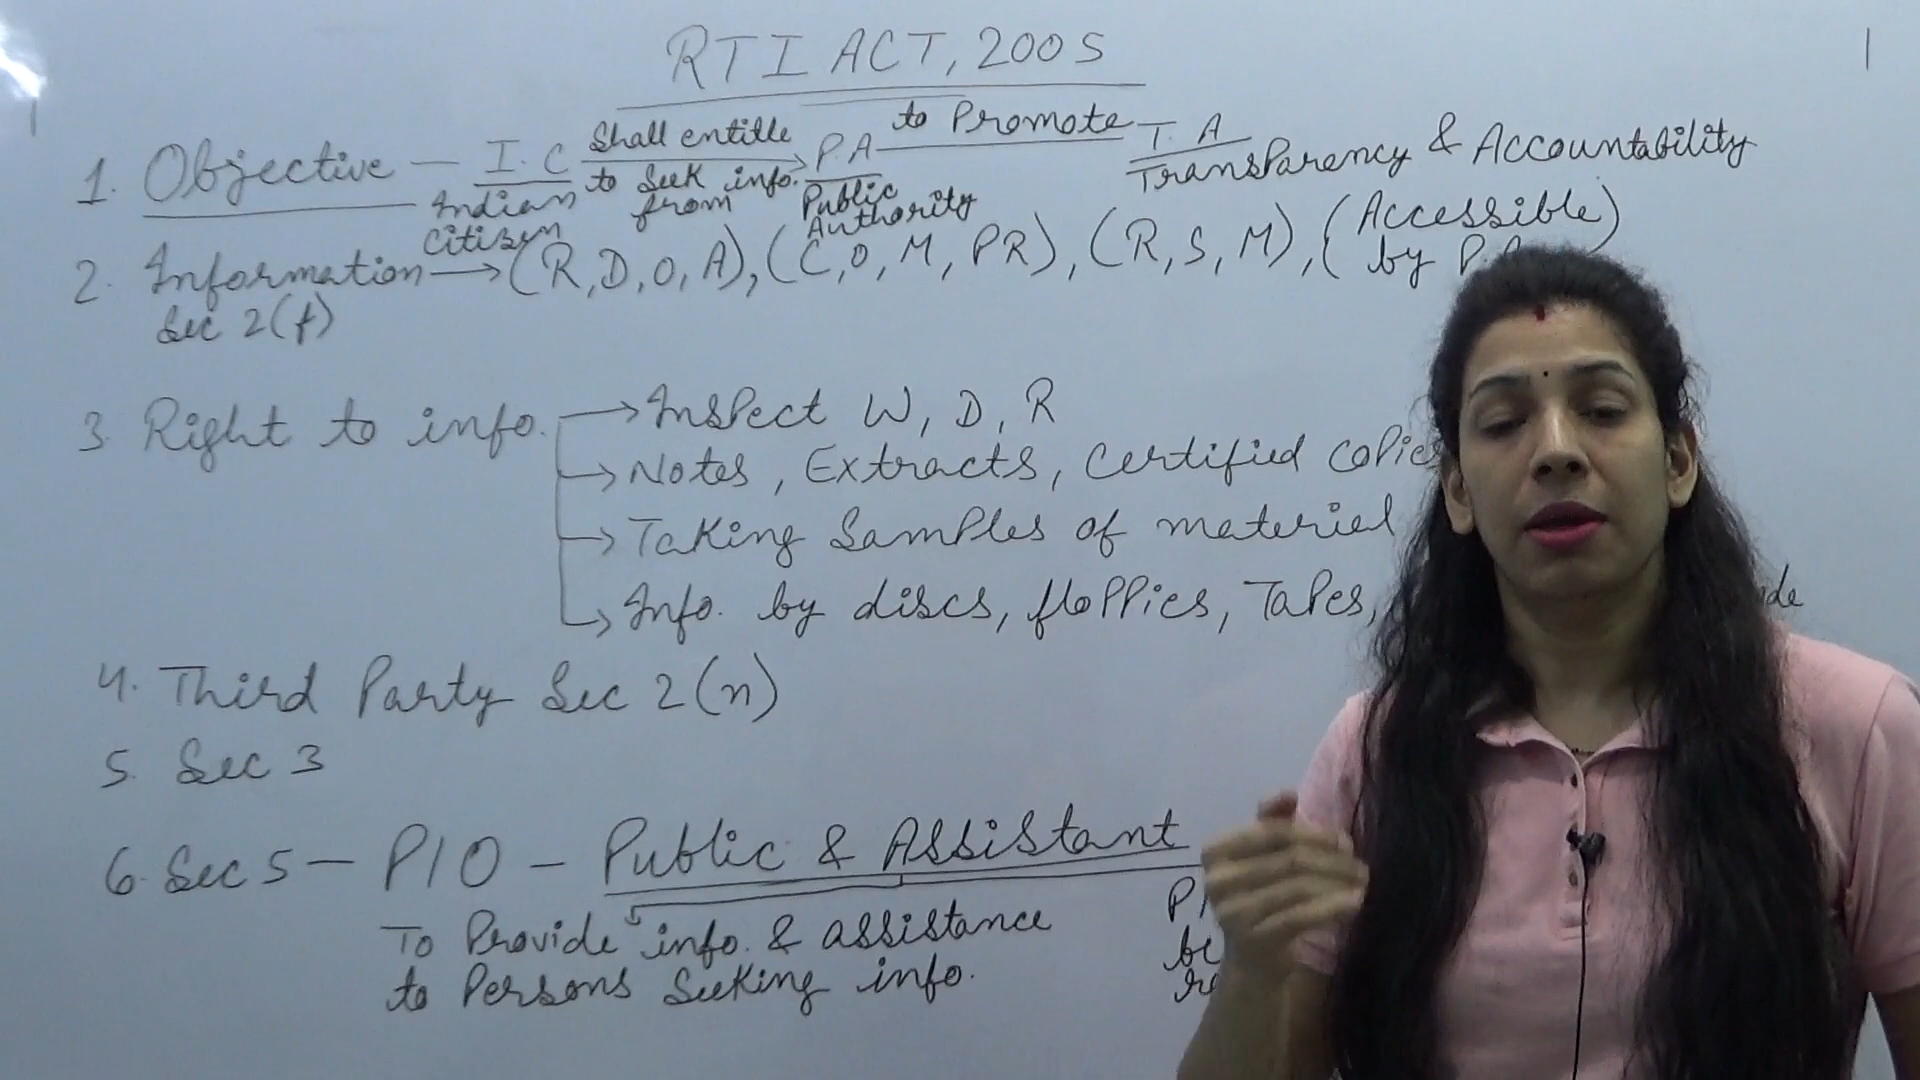 RTI ACT, 2005
1. Objective — I.C Shall entitle to Seek info. from P.A to Promote T. A
Indian Citizen Public Authority Transparency & Accountability
2. Information → (R, D, O, A), (C, O, M, PR), (R, S, M), (Accessible by P.
Sec 2(f)
3. Right to info. → Inspect W, D, R
→ Notes, Extracts, Certified copies
→ Taking Samples of material
→ Info. by discs, floppies, Tapes,
4. Third Party Sec 2(n)
5. Sec 3
6. Sec 5 — PIO — Public & Assistant
To Provide info. & assistance
to Persons Seeking info.